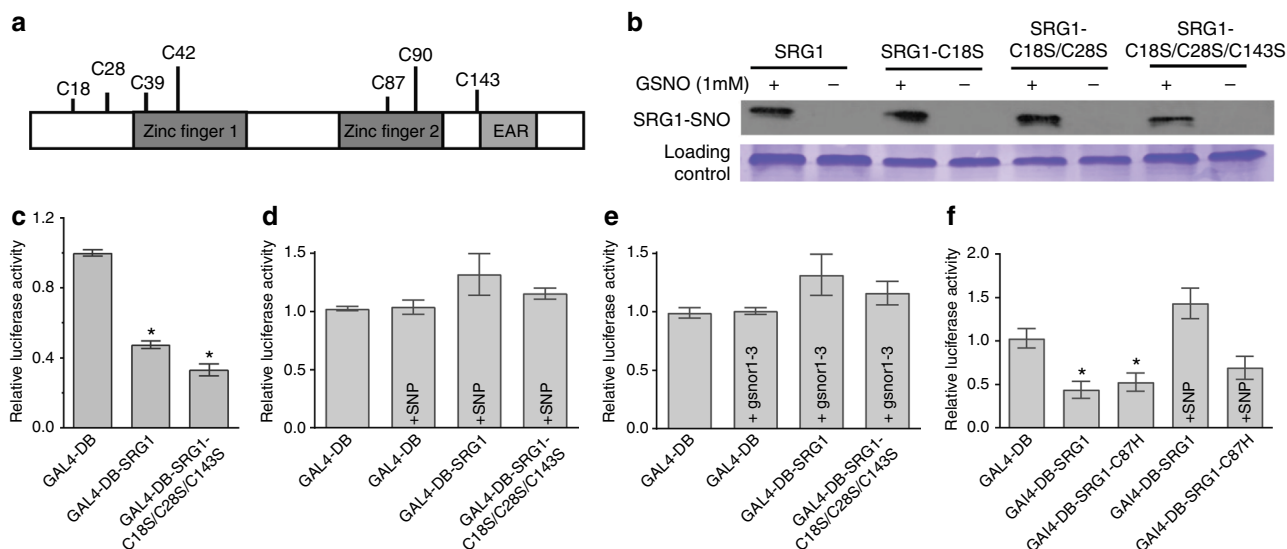 a
C18
C28
C39
C42
C87
C90
C143
Zinc finger 1
Zinc finger 2
EAR
b
SRG1
SRG1-C18S
SRG1-
C18S/C28S
SRG1-
C18S/C28S/C143S
GSNO (1mM) + – + – + – + –
SRG1-SNO
Loading
control
c
Relative luciferase activity
1.2
0.8
0.4
0.0
*
*
GAL4-DB
GAL4-DB-SRG1
GAL4-DB-SRG1-
C18S/C28S/C143S
d
Relative luciferase activity
1.5
1.0
0.5
0.0
+SNP
+SNP
+SNP
GAL4-DB
GAL4-DB
GAL4-DB-SRG1
GAL4-DB-SRG1-
C18S/C28S/C143S
e
Relative luciferase activity
1.5
1.0
0.5
0.0
+ gsnor1-3
+ gsnor1-3
+ gsnor1-3
GAL4-DB
GAL4-DB
GAL4-DB-SRG1
GAL4-DB-SRG1-
C18S/C28S/C143S
f
Relative luciferase activity
2.0
1.5
1.0
0.5
0.0
*
*
+SNP
+SNP
GAL4-DB
GAl4-DB-SRG1
GAl4-DB-SRG1-C87H
GAl4-DB-SRG1
GAl4-DB-SRG1-C87H